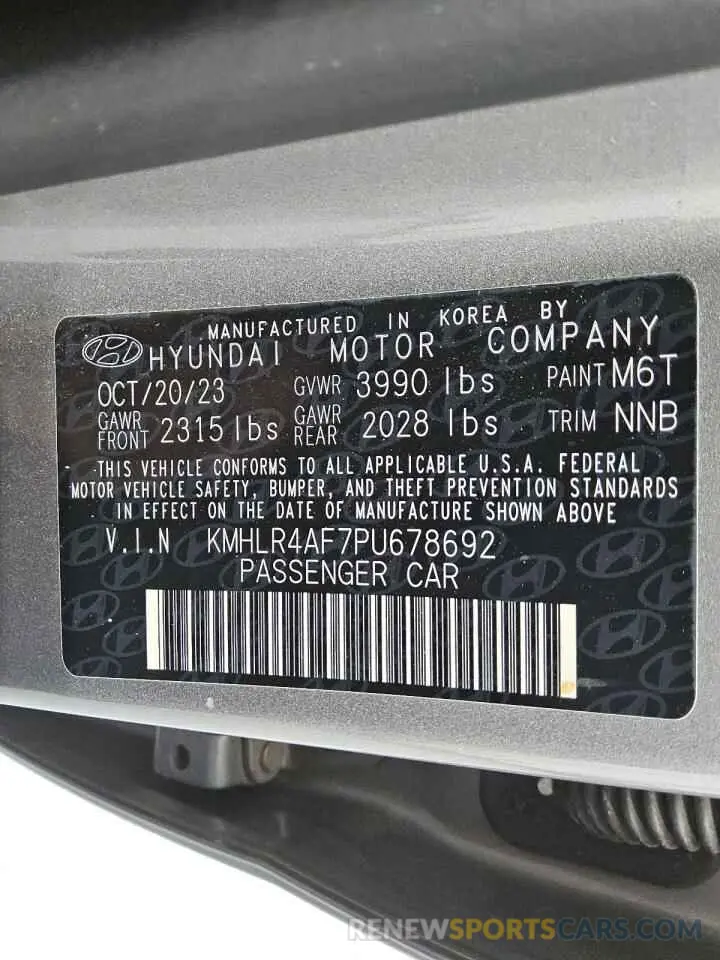 MANUFACTURED IN KOREA BY
HYUNDAI MOTOR COMPANY
OCT/20/23 GVWR 3990 lbs PAINT M6T
GAWR FRONT 2315 lbs GAWR REAR 2028 lbs TRIM NNB
THIS VEHICLE CONFORMS TO ALL APPLICABLE U.S.A. FEDERAL
MOTOR VEHICLE SAFETY, BUMPER, AND THEFT PREVENTION STANDARDS
IN EFFECT ON THE DATE OF MANUFACTURE SHOWN ABOVE
V.I.N KMHLR4AF7PU678692
PASSENGER CAR
RENEWSPORTSCARS.COM